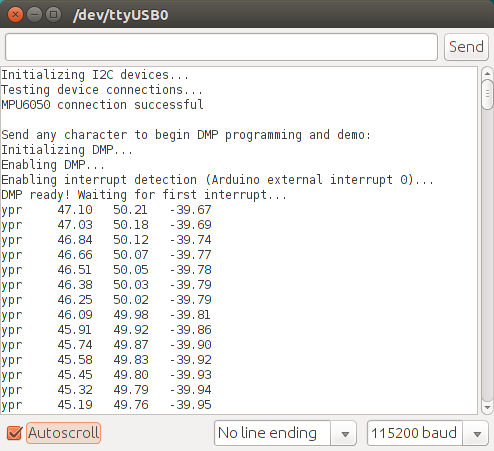 /dev/ttyUSB0
Send
Initializing I2C devices...
Testing device connections...
MPU6050 connection successful
Send any character to begin DMP programming and demo:
Initializing DMP...
Enabling DMP...
Enabling interrupt detection (Arduino external interrupt 0)...
DMP ready! Waiting for first interrupt...
ypr 47.10 50.21 -39.67
ypr 47.03 50.18 -39.69
ypr 46.84 50.12 -39.74
ypr 46.66 50.07 -39.77
ypr 46.51 50.05 -39.78
ypr 46.38 50.03 -39.79
ypr 46.25 50.02 -39.79
ypr 46.09 49.98 -39.81
ypr 45.91 49.92 -39.86
ypr 45.74 49.87 -39.90
ypr 45.58 49.83 -39.92
ypr 45.45 49.80 -39.93
ypr 45.32 49.79 -39.94
ypr 45.19 49.76 -39.95
Autoscroll No line ending 115200 baud